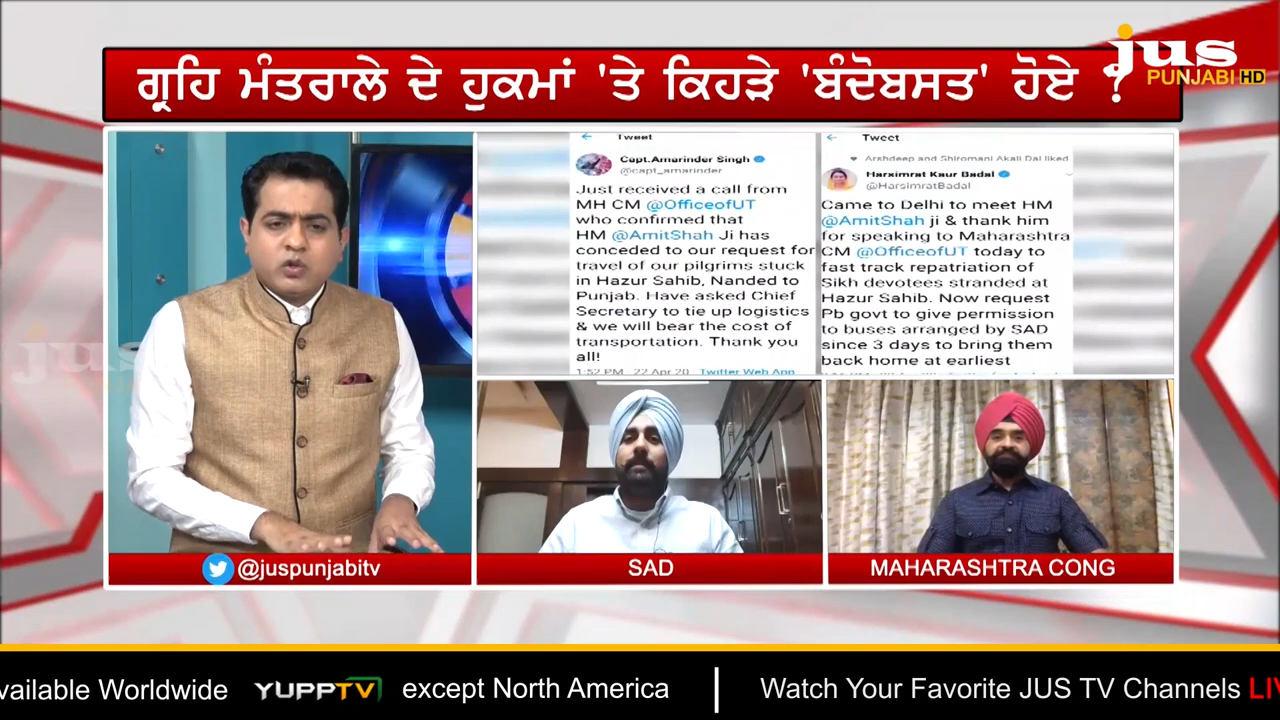 jus
PUNJABI HD
ਗ੍ਰਹਿ ਮੰਤਰਾਲੇ ਦੇ ਹੁਕਮਾਂ 'ਤੇ ਕਿਹੜੇ 'ਬੰਦੋਬਸਤ' ਹੋਏ ?
Tweet
Capt.Amarinder Singh
@capt_amarinder
Just received a call from
MH CM @OfficeofUT
who confirmed that
HM @AmitShah Ji has
conceded to our request for
travel of our pilgrims stuck
in Hazur Sahib, Nanded to
Punjab. Have asked Chief
Secretary to tie up logistics
& we will bear the cost of
transportation. Thank you
all!
1:52 PM 22 Apr 20 Twitter Web App
Tweet
Arshdeep and Shiromani Akali Dal liked
Harsimrat Kaur Badal
@HarsimratBadal
Came to Delhi to meet HM
@AmitShah ji & thank him
for speaking to Maharashtra
CM @OfficeofUT today to
fast track repatriation of
Sikh devotees stranded at
Hazur Sahib. Now request
Pb govt to give permission
to buses arranged by SAD
since 3 days to bring them
back home at earliest
jus
@juspunjabitv
SAD
MAHARASHTRA CONG
vailable Worldwide YUPPTV except North America | Watch Your Favorite JUS TV Channels LIV